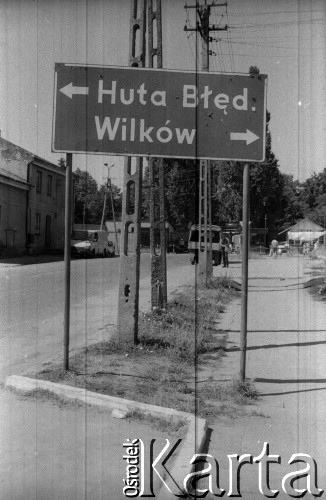 ← Huta Błęd.
Wilków →
Ośrodek
Karta